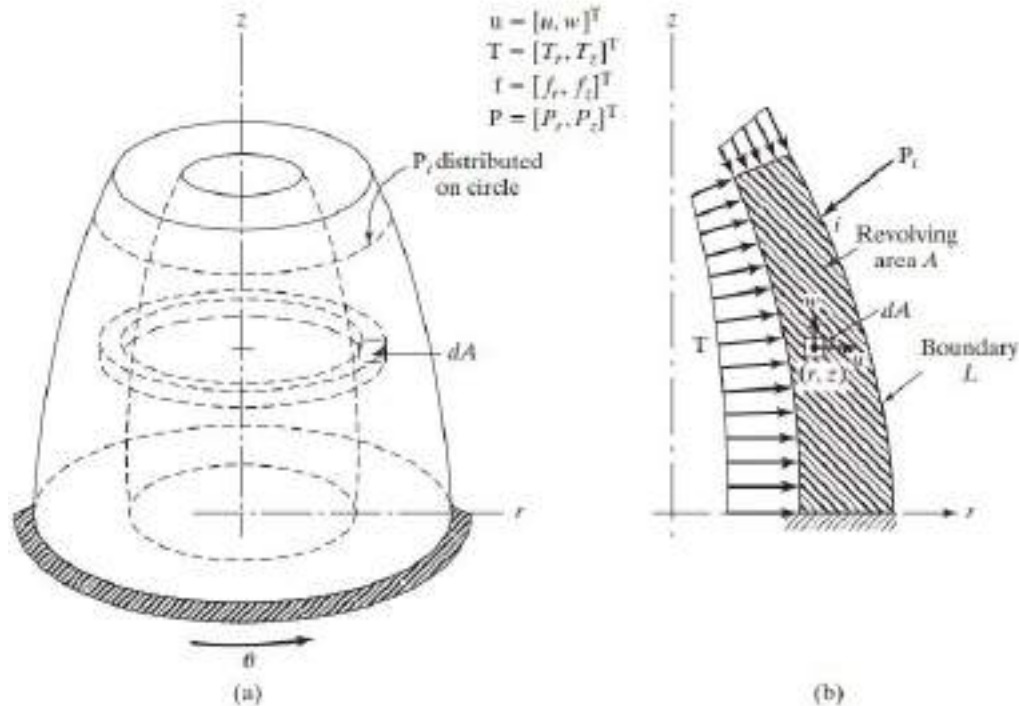 z
u = [u, w]ᵀ
T = [Tᵣ, T_z]ᵀ
f = [fᵣ, f_z]ᵀ
P = [Pᵣ, P_z]ᵀ
Pᵢ distributed
on circle
dA
r
θ
(a)
z
Pᵢ
i
Revolving
area A
w
dA
u
(r, z)
T
Boundary
L
r
(b)